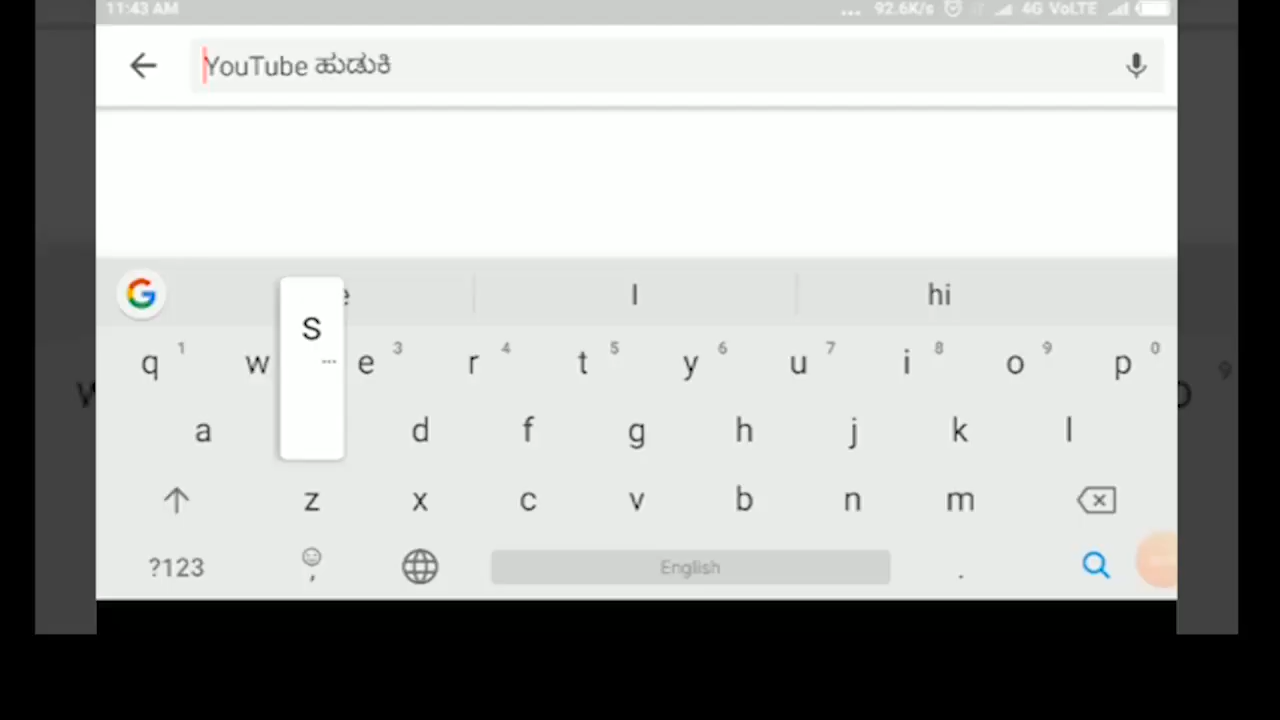 11:43 AM ... 92.6K/s 4G VoLTE
YouTube ಹುಡುಕಿ
I hi
S
q 1 w e 3 r 4 t 5 y 6 u 7 i 8 o 9 p 0
a d f g h j k l
z x c v b n m
?123 , English .